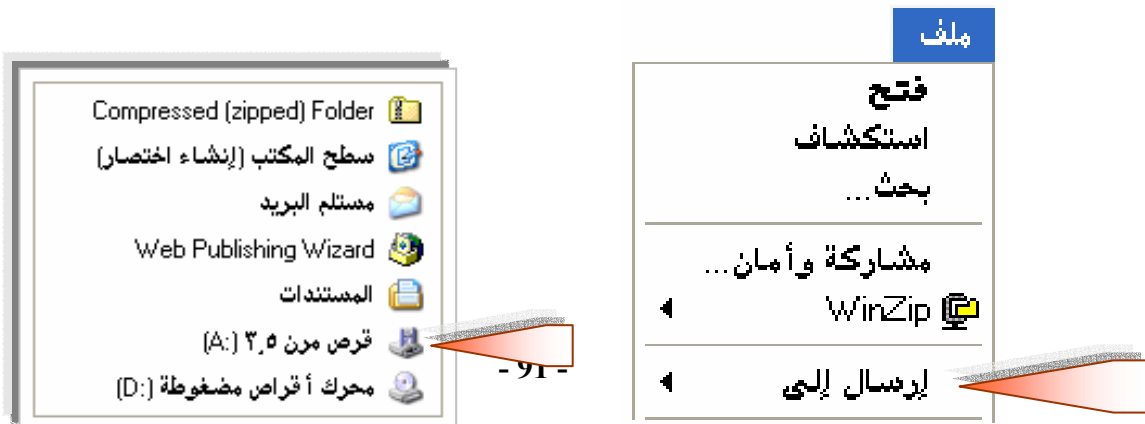 ملف
فتح
استكشاف
بحث...
مشاركة وأمان...
WinZip
إرسال إلى
Compressed (zipped) Folder
سطح المكتب (إنشاء اختصار)
مستلم البريد
Web Publishing Wizard
المستندات
قرص مرن ٣٫٥ (A:)
محرك أقراص مضغوطة (D:)
- 91 -